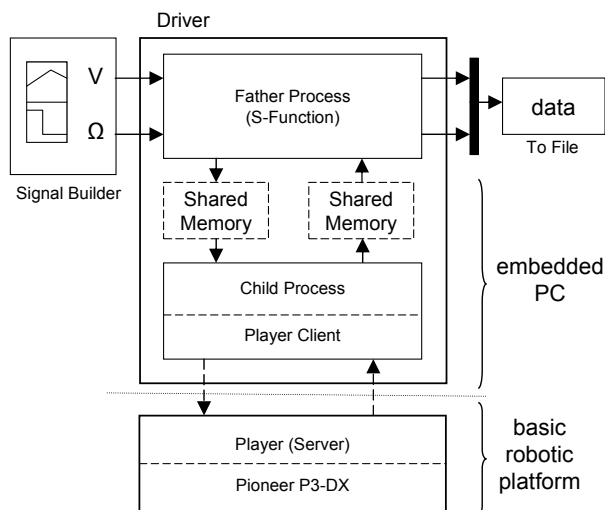 Driver
V
Ω
Signal Builder
Father Process
(S-Function)
data
To File
Shared
Memory
Shared
Memory
Child Process
Player Client
embedded
PC
Player (Server)
Pioneer P3-DX
basic
robotic
platform